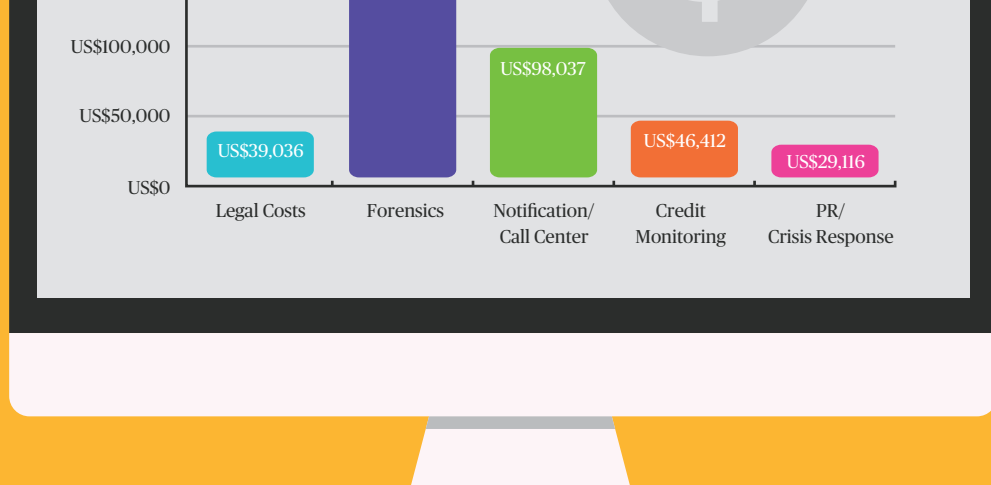 US$100,000
US$50,000
US$0
US$98,037
US$39,036
US$46,412
US$29,116
Legal Costs
Forensics
Notification/
Call Center
Credit
Monitoring
PR/
Crisis Response